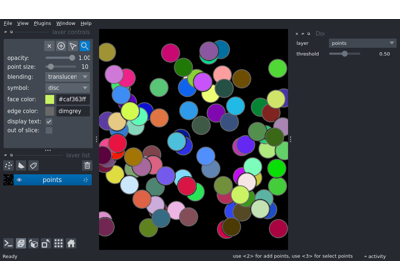 File View Plugins Window Help
layer controls
Do
opacity: 1.00
point size: 10
blending: translucen
symbol: disc
face color: #caf363ff
edge color: dimgrey
display text:
out of slice:
layer points
threshold 0.50
layer list
points
Ready
use <2> for add points, use <3> for select points
activity